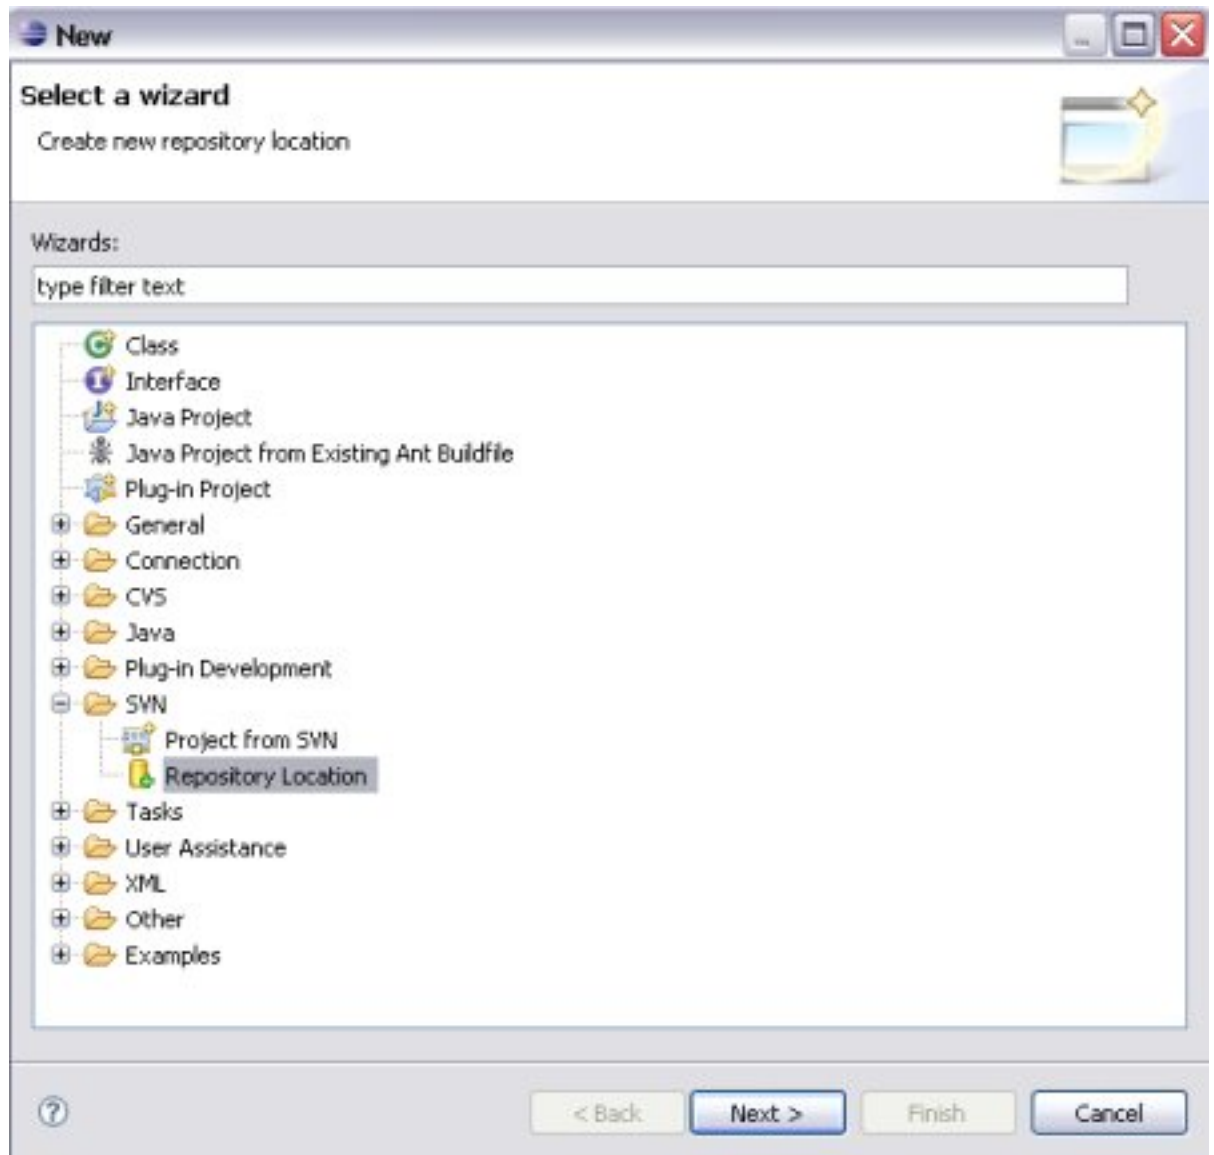 New
Select a wizard
Create new repository location
Wizards:
type filter text
Class
Interface
Java Project
Java Project from Existing Ant Buildfile
Plug-in Project
General
Connection
CVS
Java
Plug-in Development
SVN
Project from SVN
Repository Location
Tasks
User Assistance
XML
Other
Examples
< Back Next > Finish Cancel